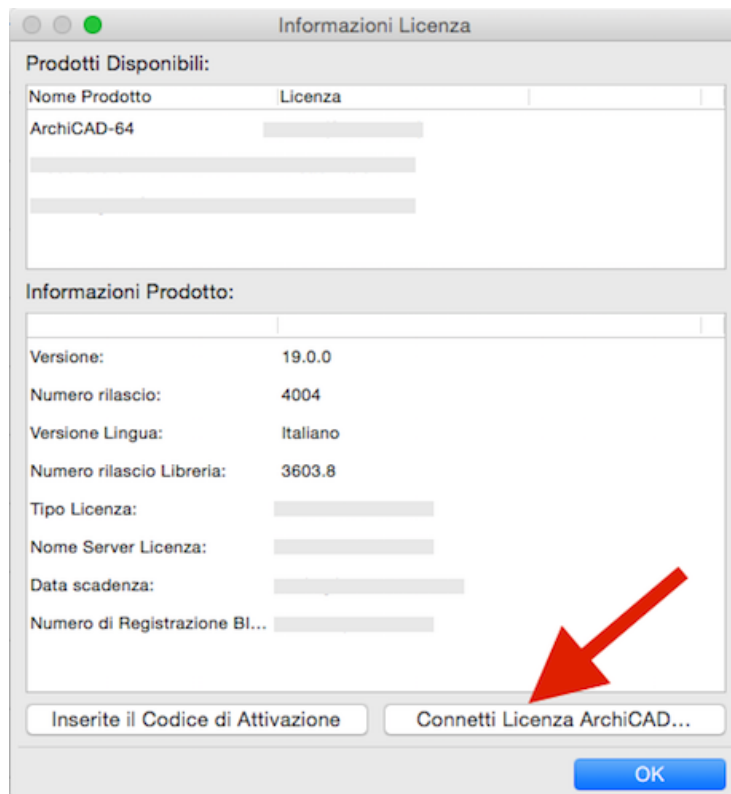 Informazioni Licenza
Prodotti Disponibili:
Nome Prodotto Licenza
ArchiCAD-64
Informazioni Prodotto:
Versione: 19.0.0
Numero rilascio: 4004
Versione Lingua: Italiano
Numero rilascio Libreria: 3603.8
Tipo Licenza:
Nome Server Licenza:
Data scadenza:
Numero di Registrazione BI...
Inserite il Codice di Attivazione Connetti Licenza ArchiCAD...
OK